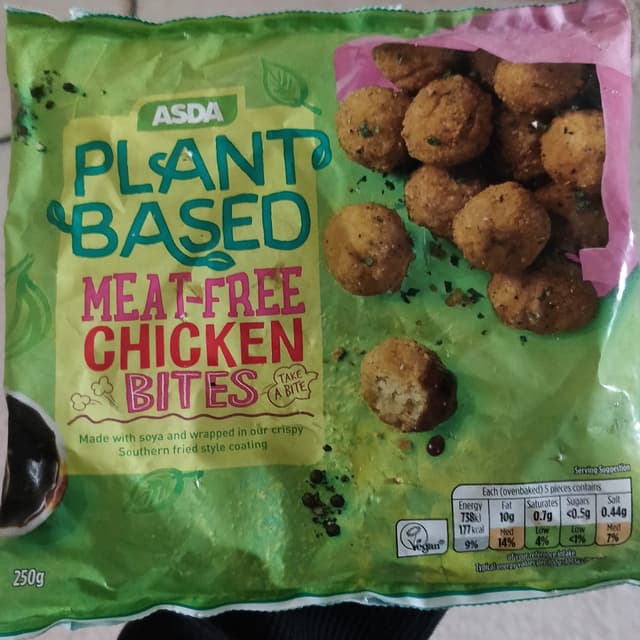 ASDA
PLANT
BASED
MEAT-FREE
CHICKEN
BITES
TAKE
A BITE
Made with soya and wrapped in our crispy
Southern fried style coating
Serving Suggestion
Each (ovenbaked) 5 pieces contains
Energy Fat Saturates Sugars Salt
738kJ 10g 0.7g <0.5g 0.44g
177kcal Med Low Low Med
9% 14% 4% <1% 7%
Vegan
250g